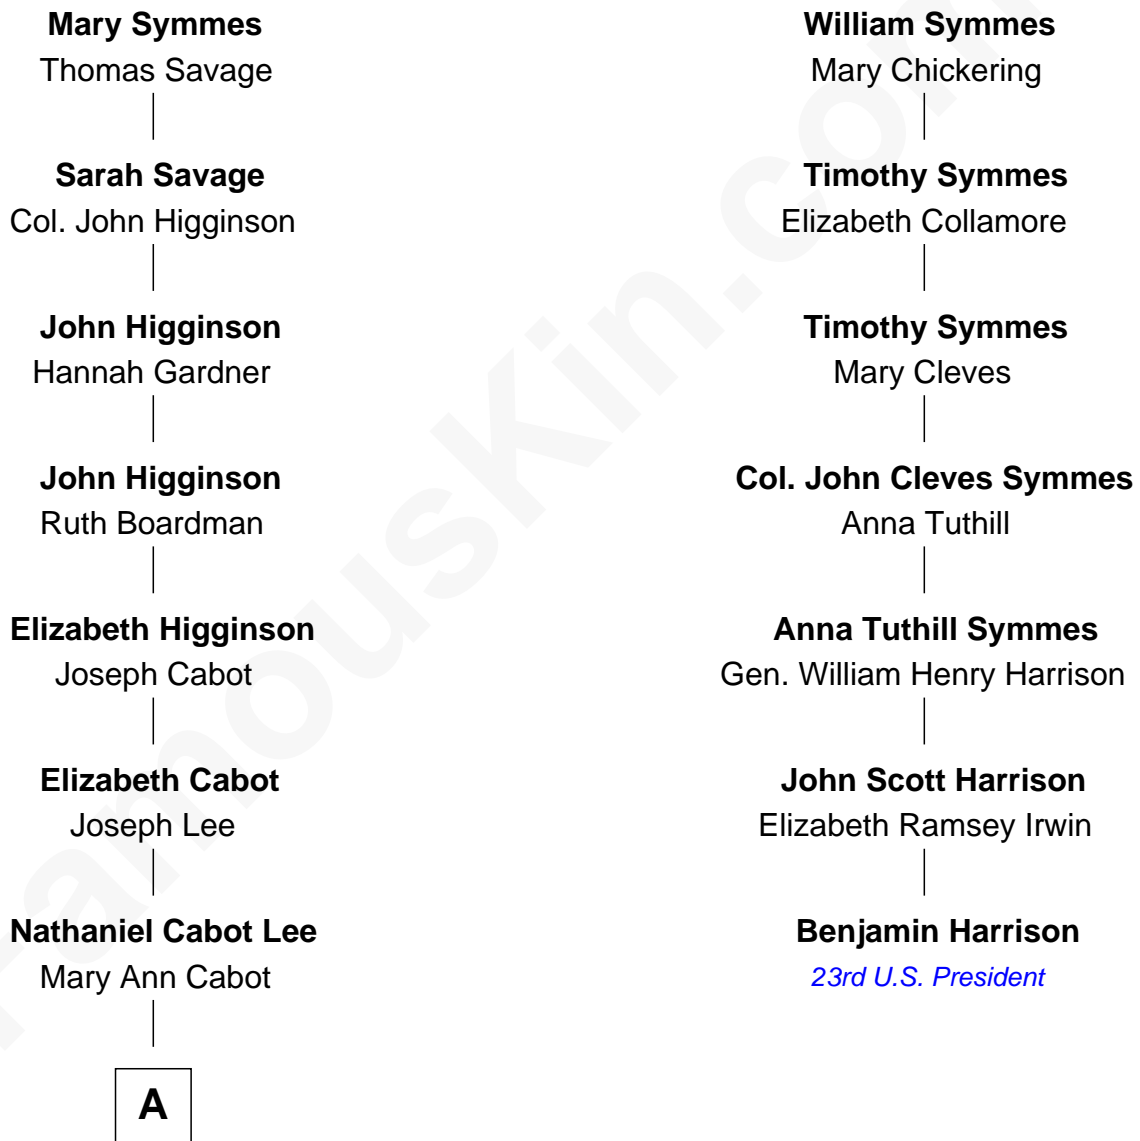 Mary Symmes
Thomas Savage
Sarah Savage
Col. John Higginson
John Higginson
Hannah Gardner
John Higginson
Ruth Boardman
Elizabeth Higginson
Joseph Cabot
Elizabeth Cabot
Joseph Lee
Nathaniel Cabot Lee
Mary Ann Cabot
A
William Symmes
Mary Chickering
Timothy Symmes
Elizabeth Collamore
Timothy Symmes
Mary Cleves
Col. John Cleves Symmes
Anna Tuthill
Anna Tuthill Symmes
Gen. William Henry Harrison
John Scott Harrison
Elizabeth Ramsey Irwin
Benjamin Harrison
23rd U.S. President
FamousKin.com